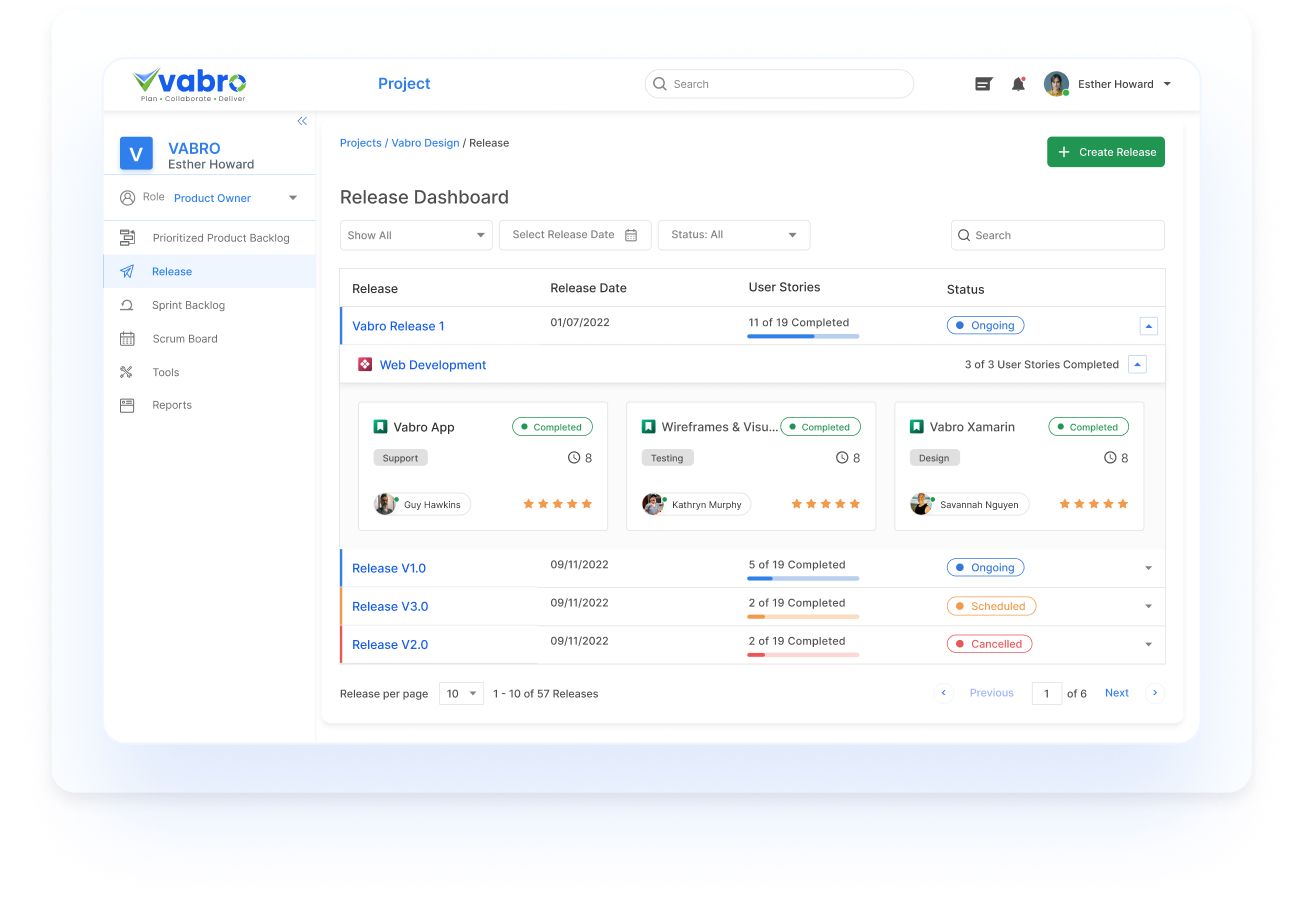 vabro
Plan • Collaborate • Deliver
Project
Search
Esther Howard
V
VABRO
Esther Howard
Role Product Owner
Prioritized Product Backlog
Release
Sprint Backlog
Scrum Board
Tools
Reports
Projects / Vabro Design / Release
+ Create Release
Release Dashboard
Show All
Select Release Date
Status: All
Search
Release Release Date User Stories Status
Vabro Release 1 01/07/2022 11 of 19 Completed Ongoing
Web Development 3 of 3 User Stories Completed
Vabro App Completed
Support 8
Guy Hawkins
Wireframes & Visu... Completed
Testing 8
Kathryn Murphy
Vabro Xamarin Completed
Design 8
Savannah Nguyen
Release V1.0 09/11/2022 5 of 19 Completed Ongoing
Release V3.0 09/11/2022 2 of 19 Completed Scheduled
Release V2.0 09/11/2022 2 of 19 Completed Cancelled
Release per page 10 1 - 10 of 57 Releases
Previous 1 of 6 Next